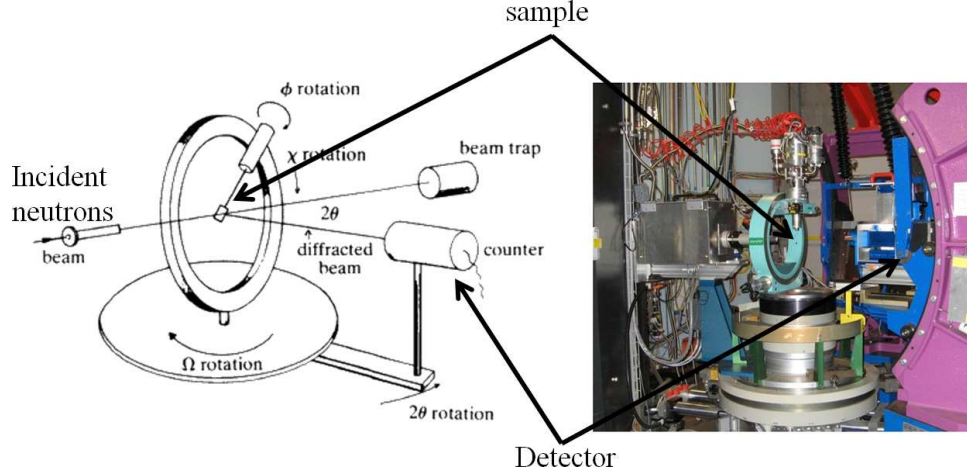 sample
ϕ rotation
χ rotation
beam trap
Incident
neutrons
2θ
beam
diffracted
beam
counter
Ω rotation
2θ rotation
Detector